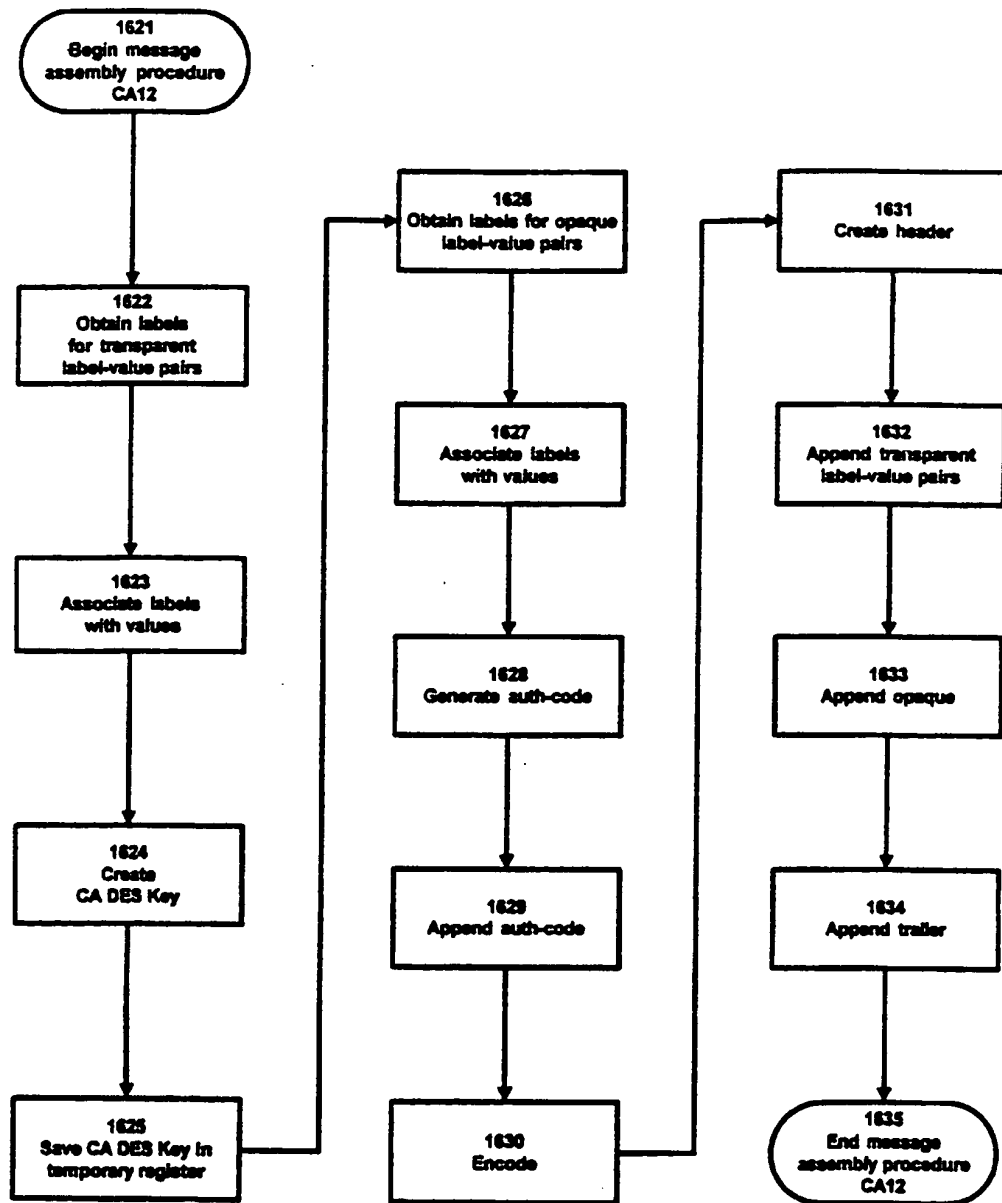 1621
Begin message
assembly procedure
CA12
1622
Obtain labels
for transparent
label-value pairs
1623
Associate labels
with values
1624
Create
CA DES Key
1625
Save CA DES Key in
temporary register
1626
Obtain labels for opaque
label-value pairs
1627
Associate labels
with values
1628
Generate auth-code
1629
Append auth-code
1630
Encode
1631
Create header
1632
Append transparent
label-value pairs
1633
Append opaque
1634
Append trailer
1635
End message
assembly procedure
CA12